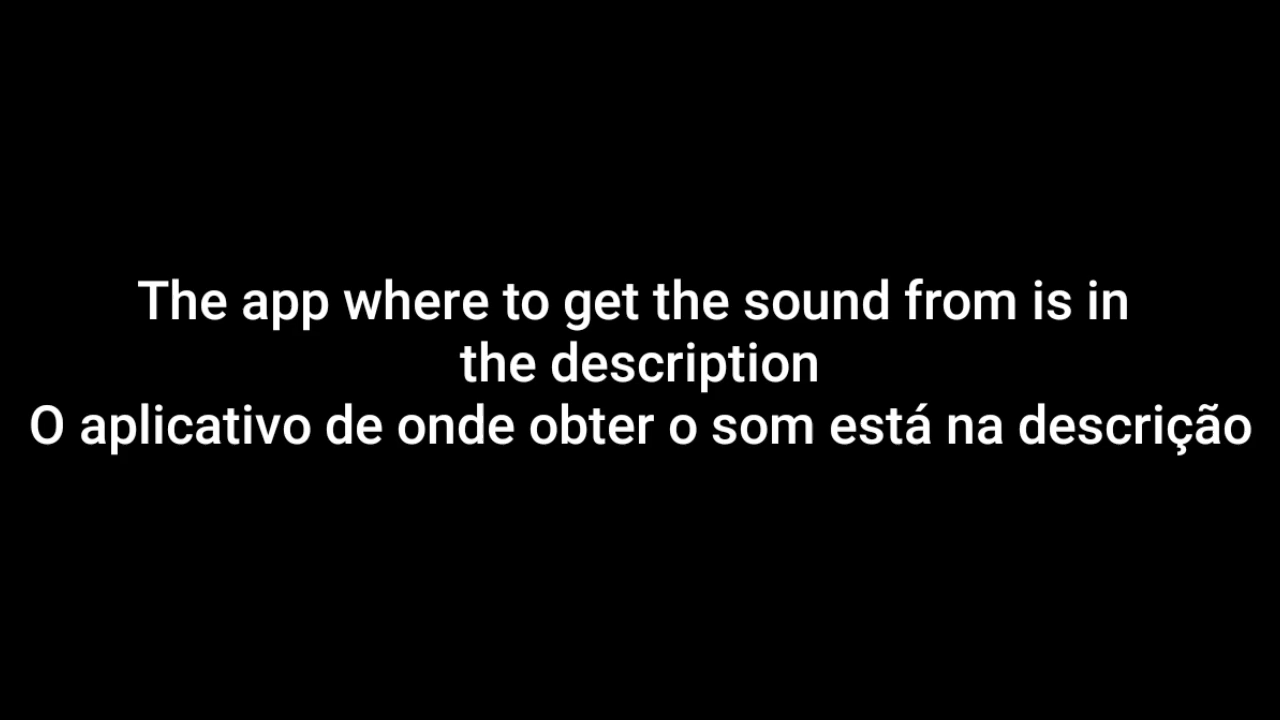 The app where to get the sound from is in
the description
O aplicativo de onde obter o som está na descrição